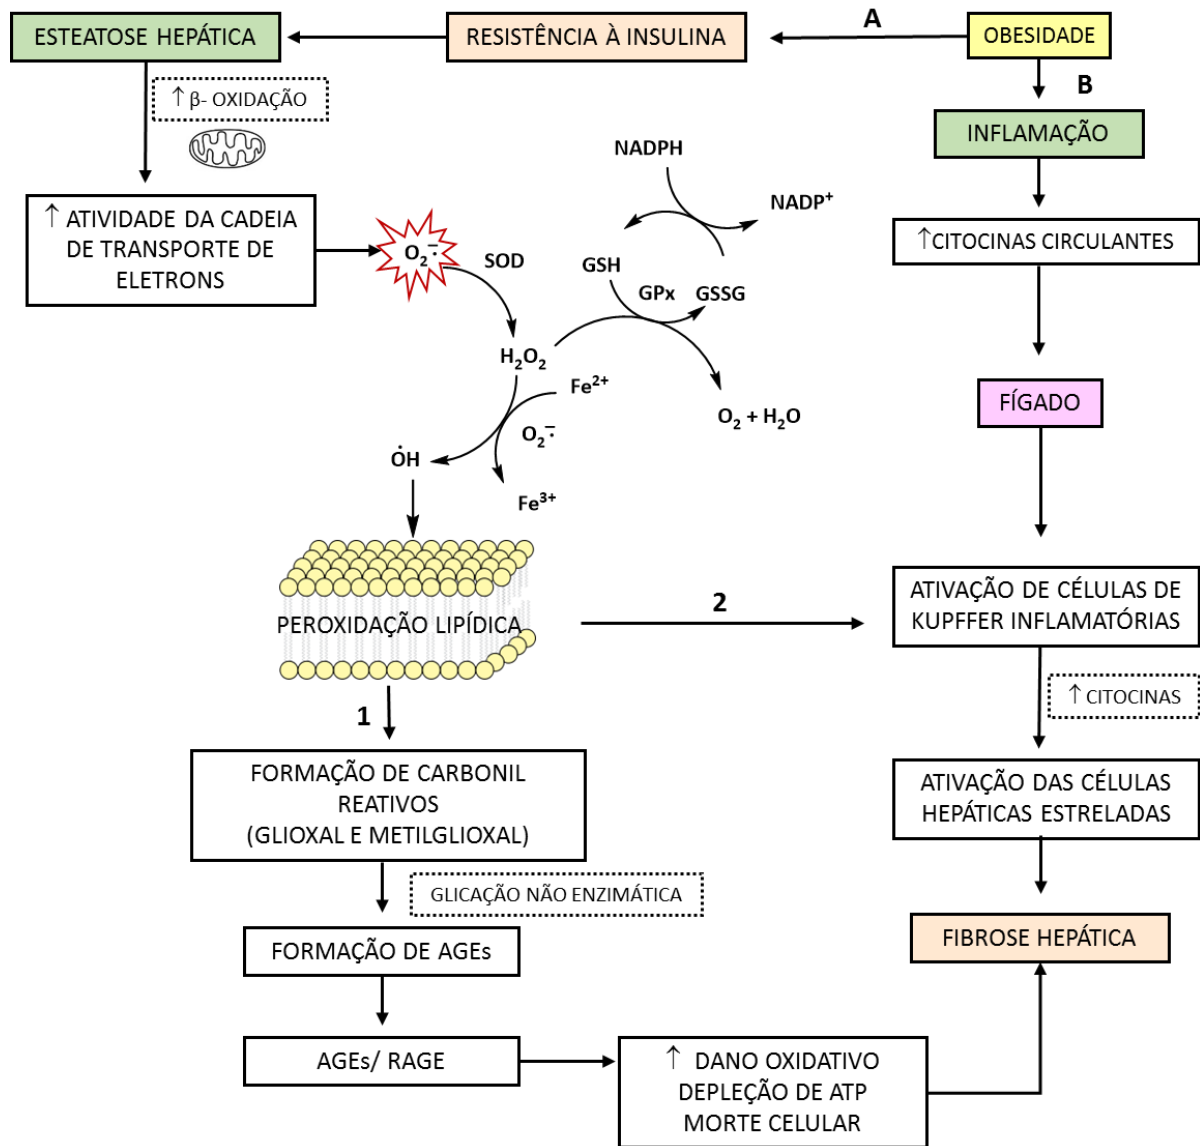 ESTEATOSE HEPÁTICA
RESISTÊNCIA À INSULINA
A
OBESIDADE
B
↑ β- OXIDAÇÃO
INFLAMAÇÃO
NADPH
NADP⁺
↑ ATIVIDADE DA CADEIA
DE TRANSPORTE DE
ELETRONS
O₂⁻̇
SOD
GSH
GPx
GSSG
↑CITOCINAS CIRCULANTES
H₂O₂
Fe²⁺
O₂⁻̇
O₂ + H₂O
FÍGADO
ȮH
Fe³⁺
PEROXIDAÇÃO LIPÍDICA
2
ATIVAÇÃO DE CÉLULAS DE
KUPFFER INFLAMATÓRIAS
↑ CITOCINAS
1
FORMAÇÃO DE CARBONIL
REATIVOS
(GLIOXAL E METILGLIOXAL)
ATIVAÇÃO DAS CÉLULAS
HEPÁTICAS ESTRELADAS
GLICAÇÃO NÃO ENZIMÁTICA
FORMAÇÃO DE AGEs
FIBROSE HEPÁTICA
AGEs/ RAGE
↑ DANO OXIDATIVO
DEPLEÇÃO DE ATP
MORTE CELULAR